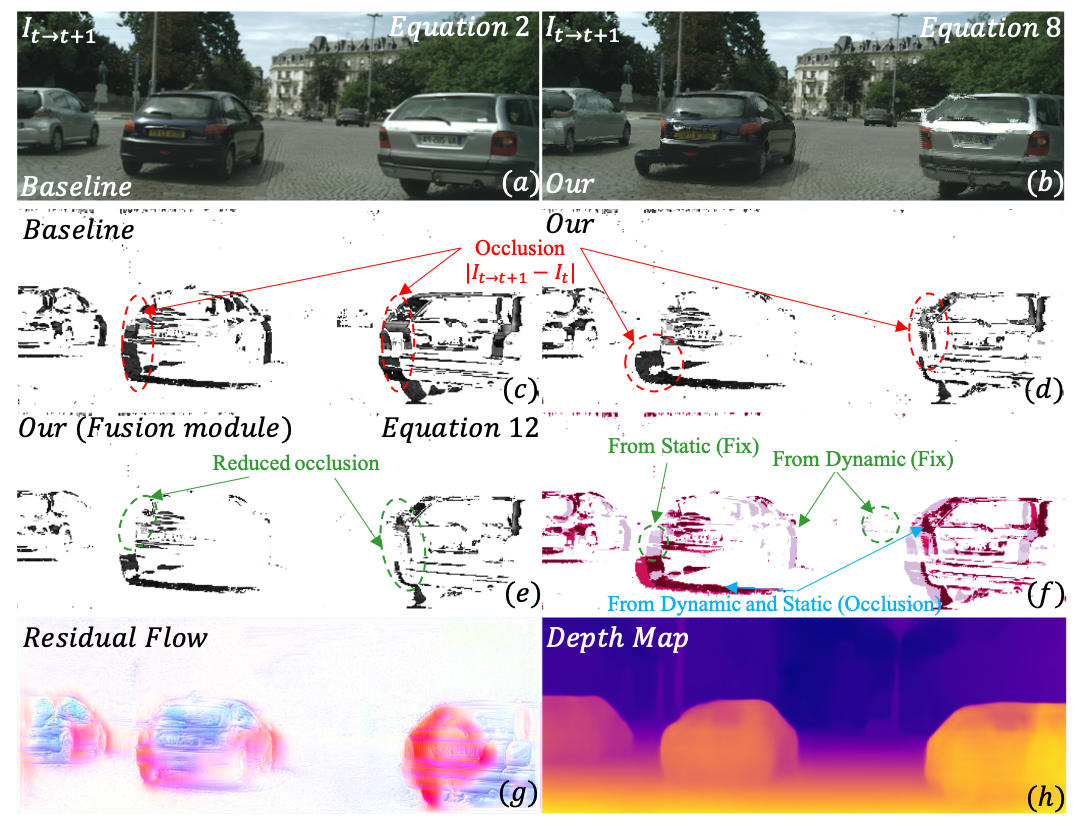 I_{t→t+1}
Equation 2
Baseline
(a)
I_{t→t+1}
Equation 8
Our
(b)
Baseline
(c)
Our
(d)
Occlusion
|I_{t→t+1} − I_t|
Our (Fusion module)
Equation 12
Reduced occlusion
(e)
From Static (Fix)
From Dynamic (Fix)
From Dynamic and Static (Occlusion)
(f)
Residual Flow
(g)
Depth Map
(h)